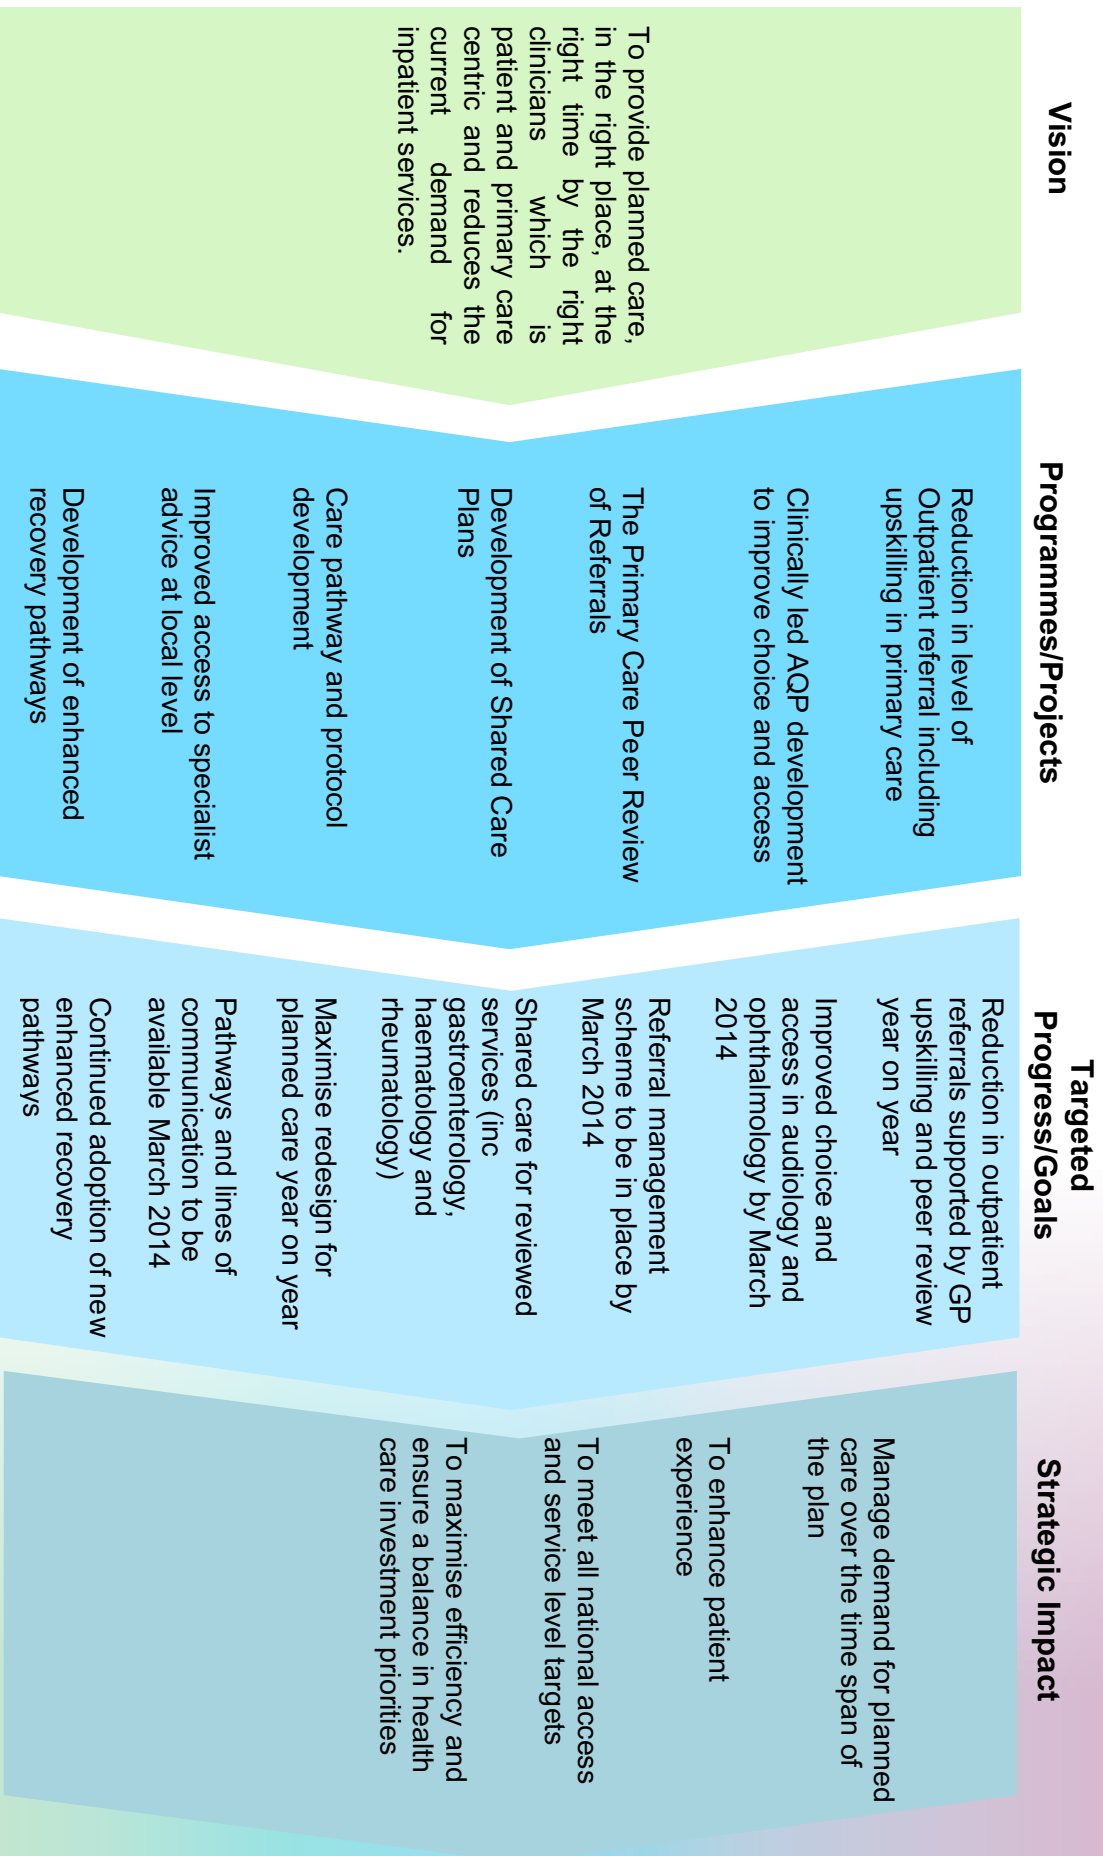 Vision
To provide planned care,
in the right place, at the
right time by the right
clinicians which is
patient and primary care
centric and reduces the
current demand for
inpatient services.
Programmes/Projects
Reduction in level of
Outpatient referral including
upskilling in primary care
Clinically led AQP development
to improve choice and access
The Primary Care Peer Review
of Referrals
Development of Shared Care
Plans
Care pathway and protocol
development
Improved access to specialist
advice at local level
Development of enhanced
recovery pathways
Targeted
Progress/Goals
Reduction in outpatient
referrals supported by GP
upskilling and peer review
year on year
Improved choice and
access in audiology and
ophthalmology by March
2014
Referral management
scheme to be in place by
March 2014
Shared care for reviewed
services (inc
gastroenterology,
haematology and
rheumatology)
Maximise redesign for
planned care year on year
Pathways and lines of
communication to be
available March 2014
Continued adoption of new
enhanced recovery
pathways
Strategic Impact
Manage demand for planned
care over the time span of
the plan
To enhance patient
experience
To meet all national access
and service level targets
To maximise efficiency and
ensure a balance in health
care investment priorities